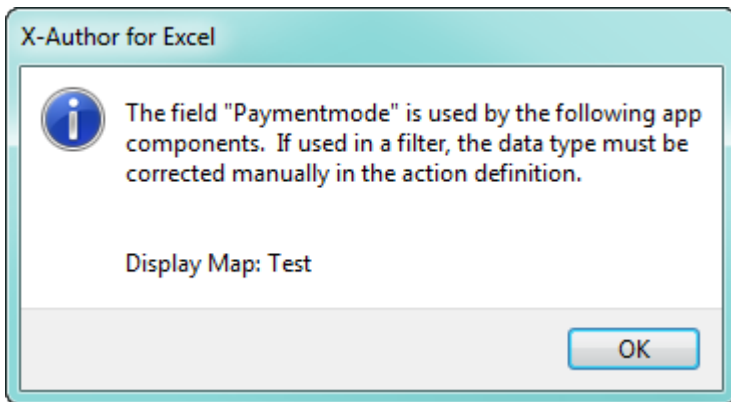 X-Author for Excel
The field "Paymentmode" is used by the following app
components.  If used in a filter, the data type must be
corrected manually in the action definition.
Display Map: Test
OK